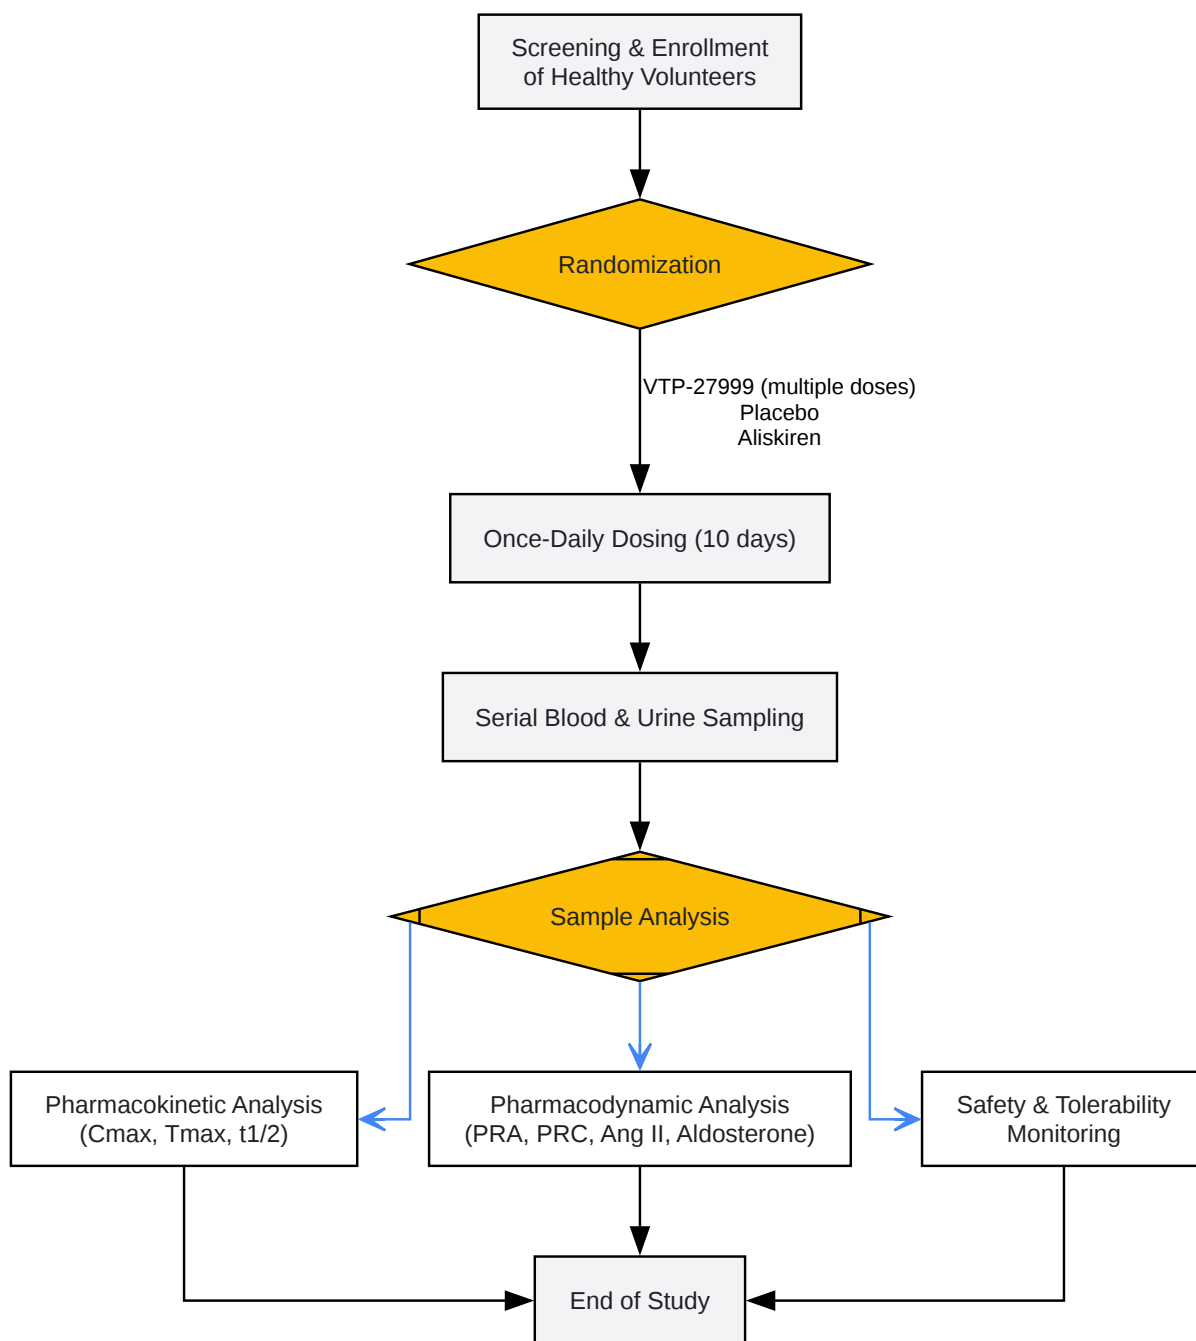 Screening & Enrollment
of Healthy Volunteers
Randomization
VTP-27999 (multiple doses)
Placebo
Aliskiren
Once-Daily Dosing (10 days)
Serial Blood & Urine Sampling
Sample Analysis
Pharmacokinetic Analysis
(Cmax, Tmax, t1/2)
Pharmacodynamic Analysis
(PRA, PRC, Ang II, Aldosterone)
Safety & Tolerability
Monitoring
End of Study